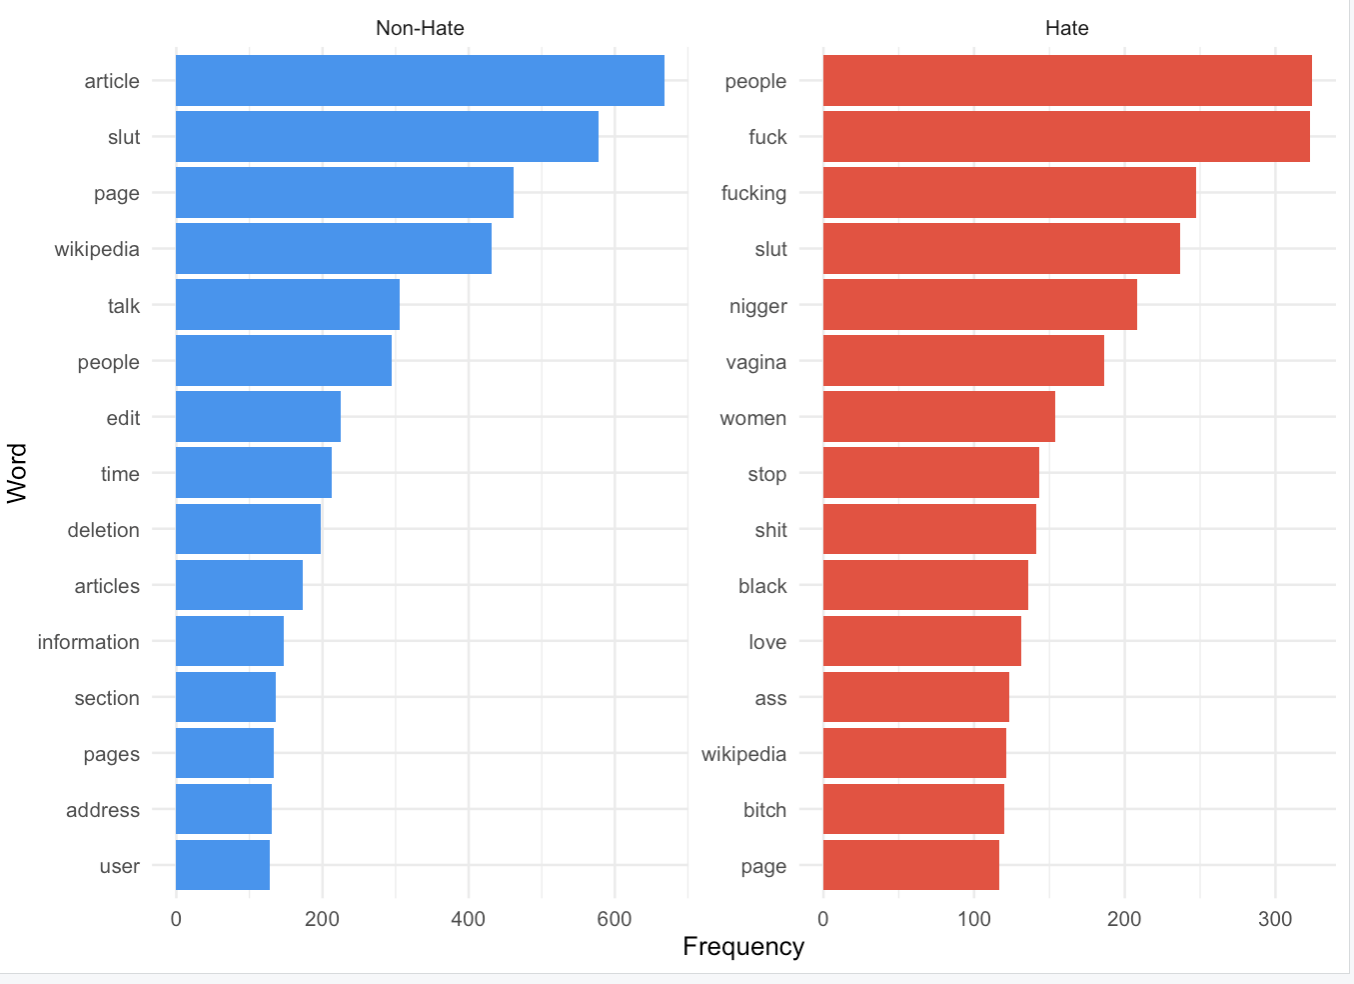 Non-Hate
Hate
Word
article
slut
page
wikipedia
talk
people
edit
time
deletion
articles
information
section
pages
address
user
0 200 400 600
people
fuck
fucking
slut
nigger
vagina
women
stop
shit
black
love
ass
wikipedia
bitch
page
0 100 200 300
Frequency